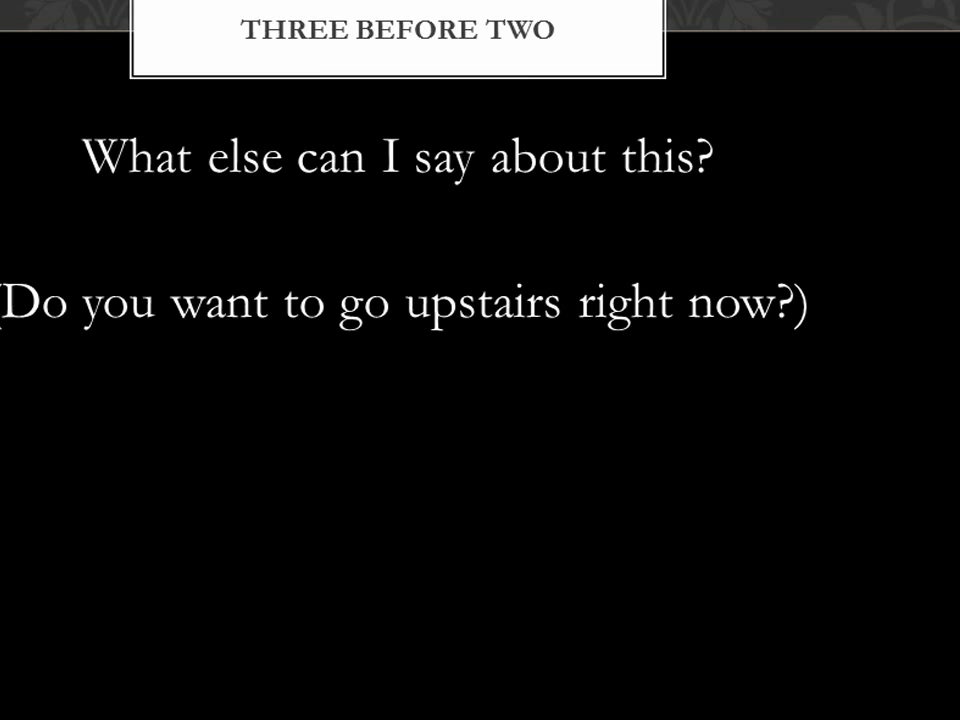 THREE BEFORE TWO
What else can I say about this?
(Do you want to go upstairs right now?)